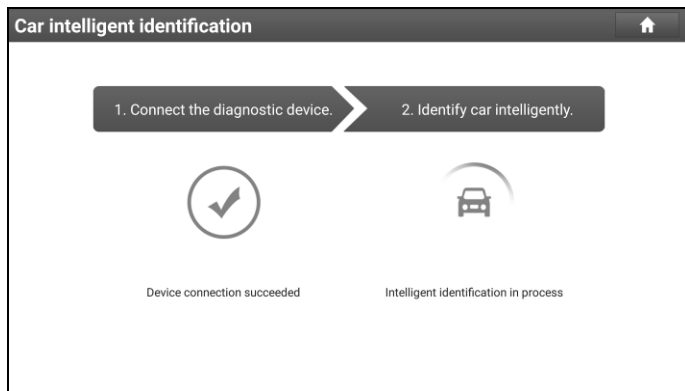 Car intelligent identification
1. Connect the diagnostic device.
2. Identify car intelligently.
Device connection succeeded
Intelligent identification in process